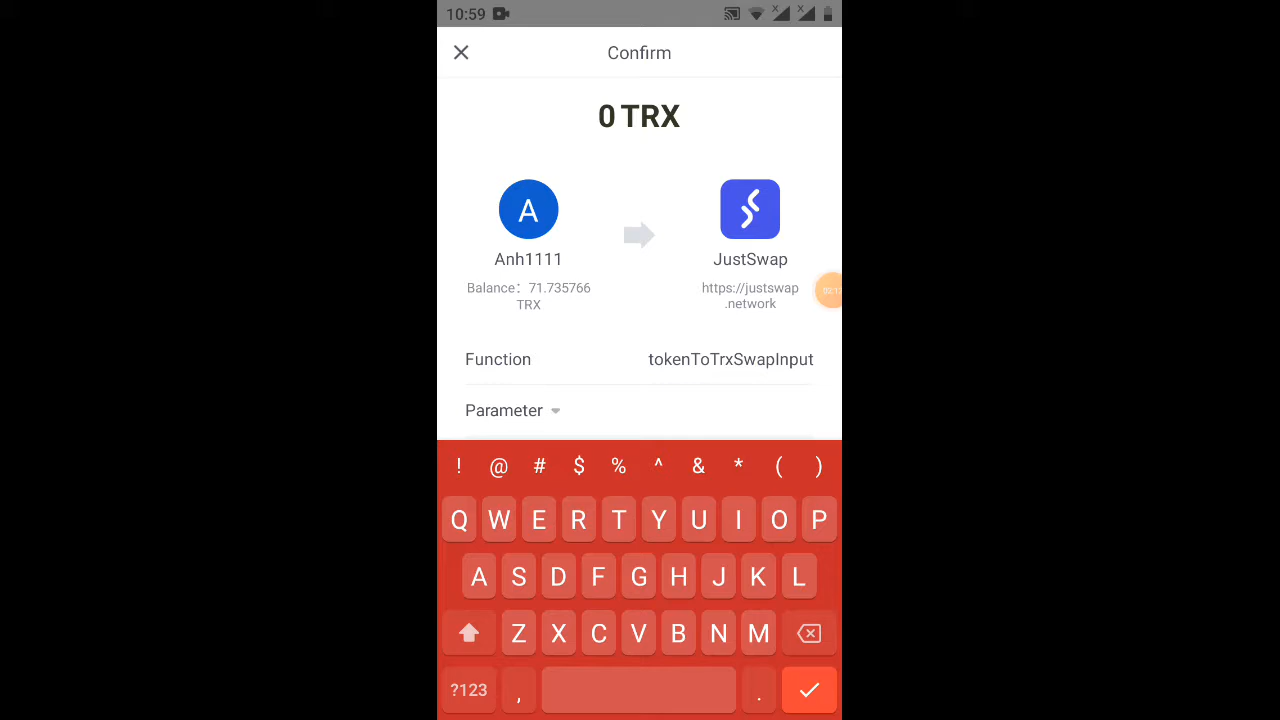 10:59
Confirm
0 TRX
A
Anh1111
JustSwap
Balance: 71.735766
TRX
https://justswap
.network
Function
tokenToTrxSwapInput
Parameter
! @ # $ % ^ & * ( )
Q W E R T Y U I O P
A S D F G H J K L
Z X C V B N M
?123 , .